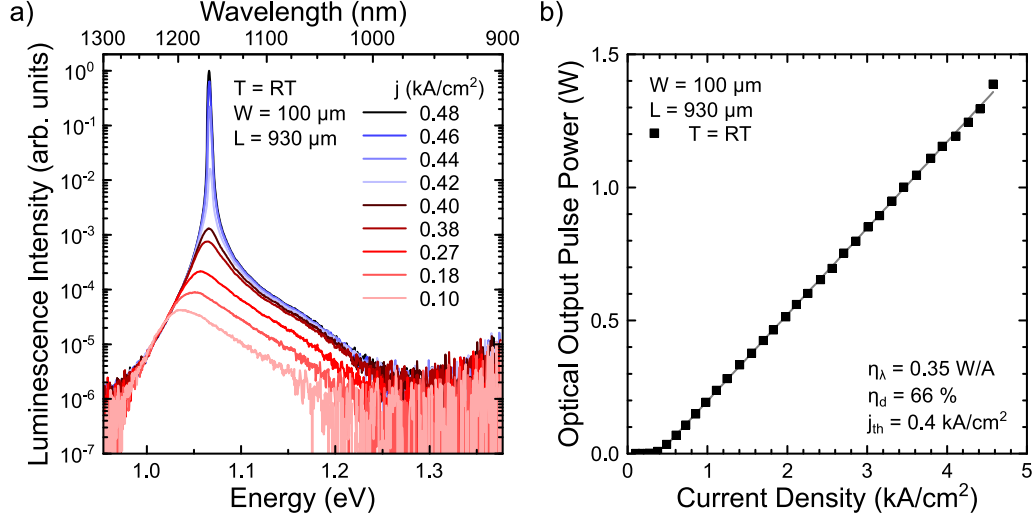 a)
Wavelength (nm)
1300 1200 1100 1000 900
Luminescence Intensity (arb. units)
10⁰
10⁻¹
10⁻²
10⁻³
10⁻⁴
10⁻⁵
10⁻⁶
10⁻⁷
T = RT
W = 100 µm
L = 930 µm
j (kA/cm²)
0.48
0.46
0.44
0.42
0.40
0.38
0.27
0.18
0.10
1.0 1.1 1.2 1.3
Energy (eV)
b)
Optical Output Pulse Power (W)
1.5
1.0
0.5
0.0
W = 100 µm
L = 930 µm
T = RT
η_λ = 0.35 W/A
η_d = 66 %
j_th = 0.4 kA/cm²
0 1 2 3 4 5
Current Density (kA/cm²)